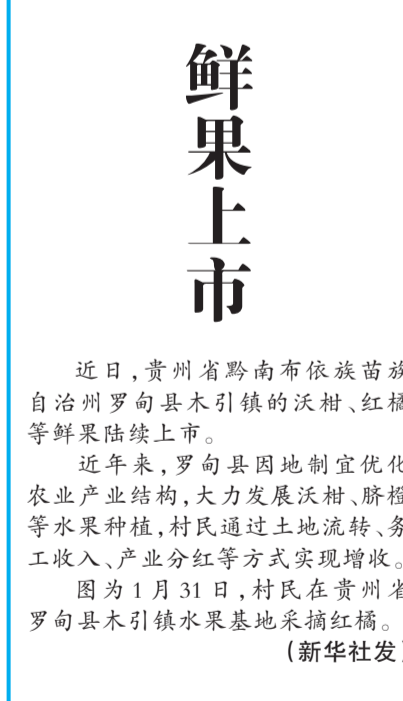 鲜果上市
近日,贵州省黔南布依族苗族
自治州罗甸县木引镇的沃柑、红橘
等鲜果陆续上市。
近年来,罗甸县因地制宜优化
农业产业结构,大力发展沃柑、脐橙
等水果种植,村民通过土地流转、务
工收入、产业分红等方式实现增收。
图为1月31日,村民在贵州省
罗甸县木引镇水果基地采摘红橘。
(新华社发)